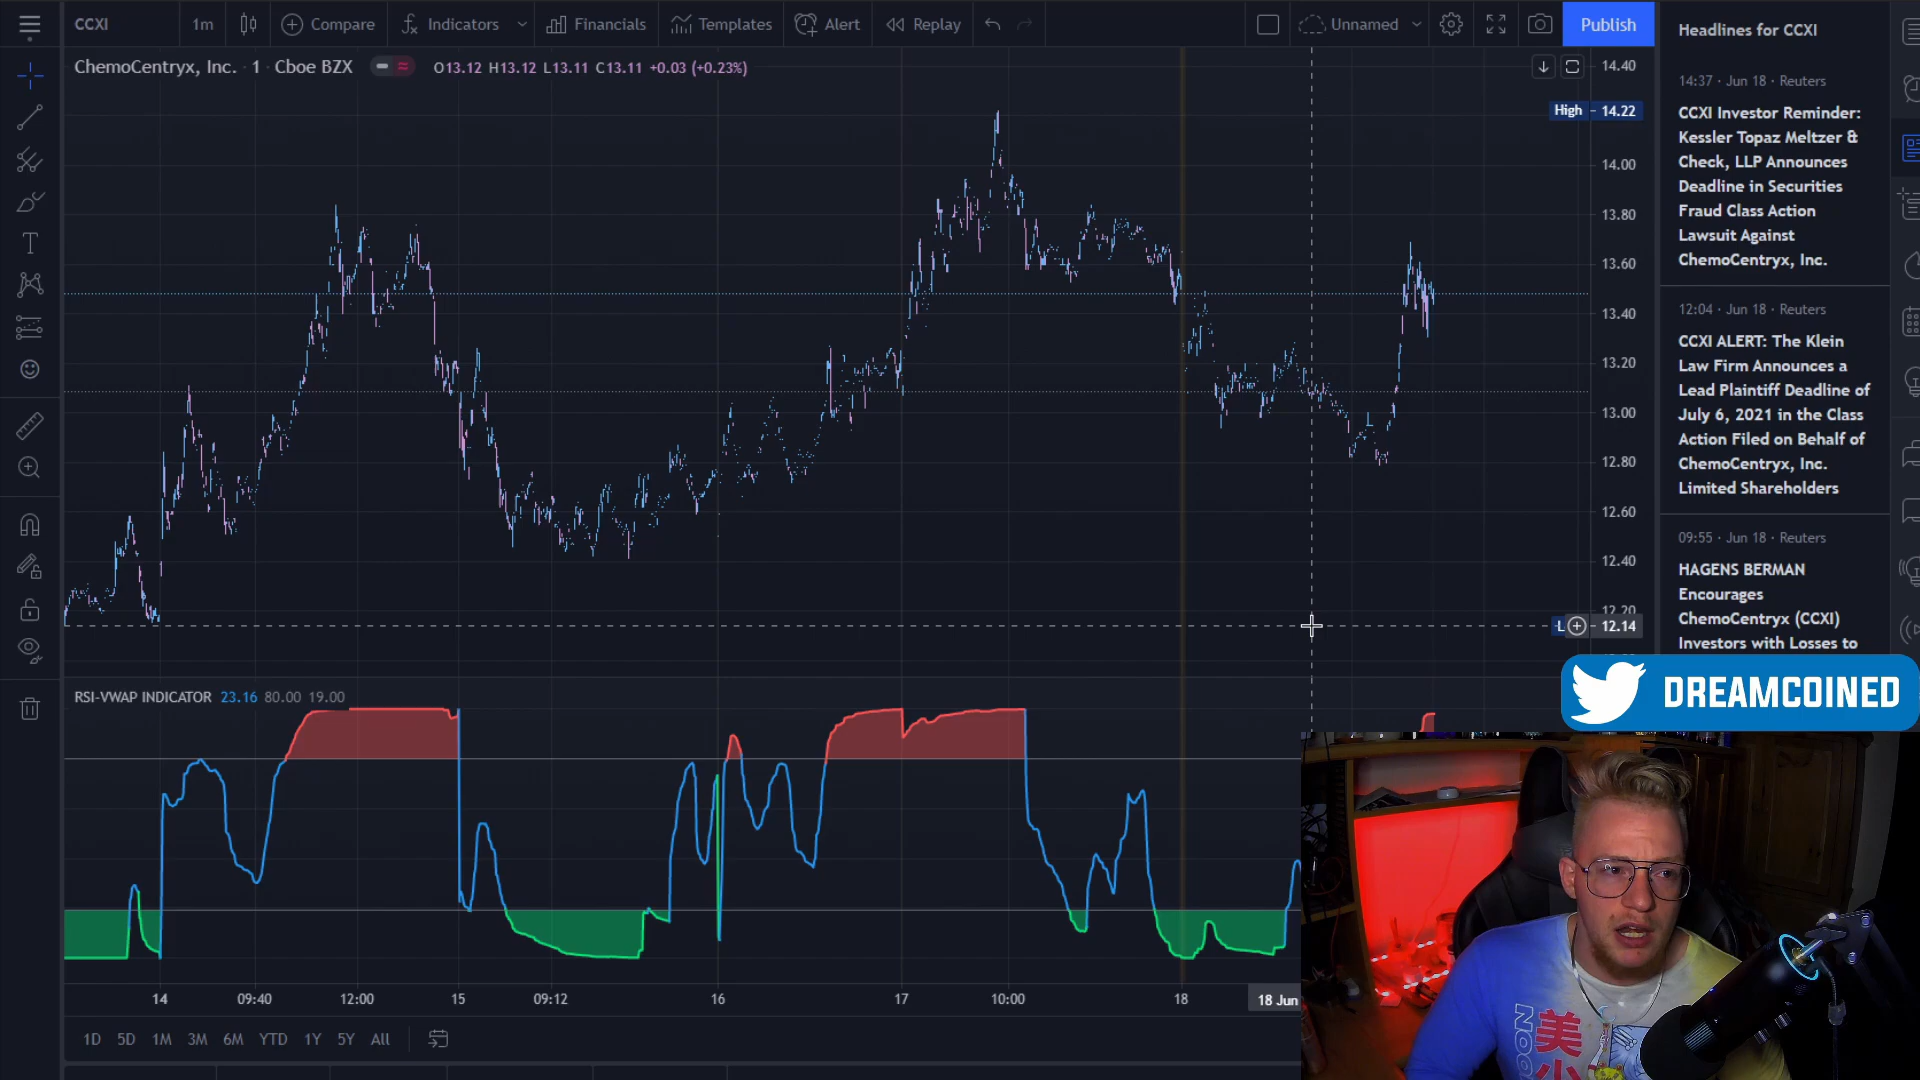 CCXI 1m Compare Indicators Financials Templates Alert Replay Unnamed Publish
ChemoCentryx, Inc. · 1 · Cboe BZX O13.12 H13.12 L13.11 C13.11 +0.03 (+0.23%)
14.40
High 14.22
14.00
13.80
13.60
13.40
13.20
13.00
12.80
12.60
12.40
12.20
L 12.14
RSI-VWAP INDICATOR 23.16 80.00 19.00
14 09:40 12:00 15 09:12 16 17 10:00 18 18 Jun
1D 5D 1M 3M 6M YTD 1Y 5Y All
Headlines for CCXI
14:37 · Jun 18 · Reuters
CCXI Investor Reminder:
Kessler Topaz Meltzer &
Check, LLP Announces
Deadline in Securities
Fraud Class Action
Lawsuit Against
ChemoCentryx, Inc.
12:04 · Jun 18 · Reuters
CCXI ALERT: The Klein
Law Firm Announces a
Lead Plaintiff Deadline of
July 6, 2021 in the Class
Action Filed on Behalf of
ChemoCentryx, Inc.
Limited Shareholders
09:55 · Jun 18 · Reuters
HAGENS BERMAN
Encourages
ChemoCentryx (CCXI)
Investors with Losses to
DREAMCOINED
美
少